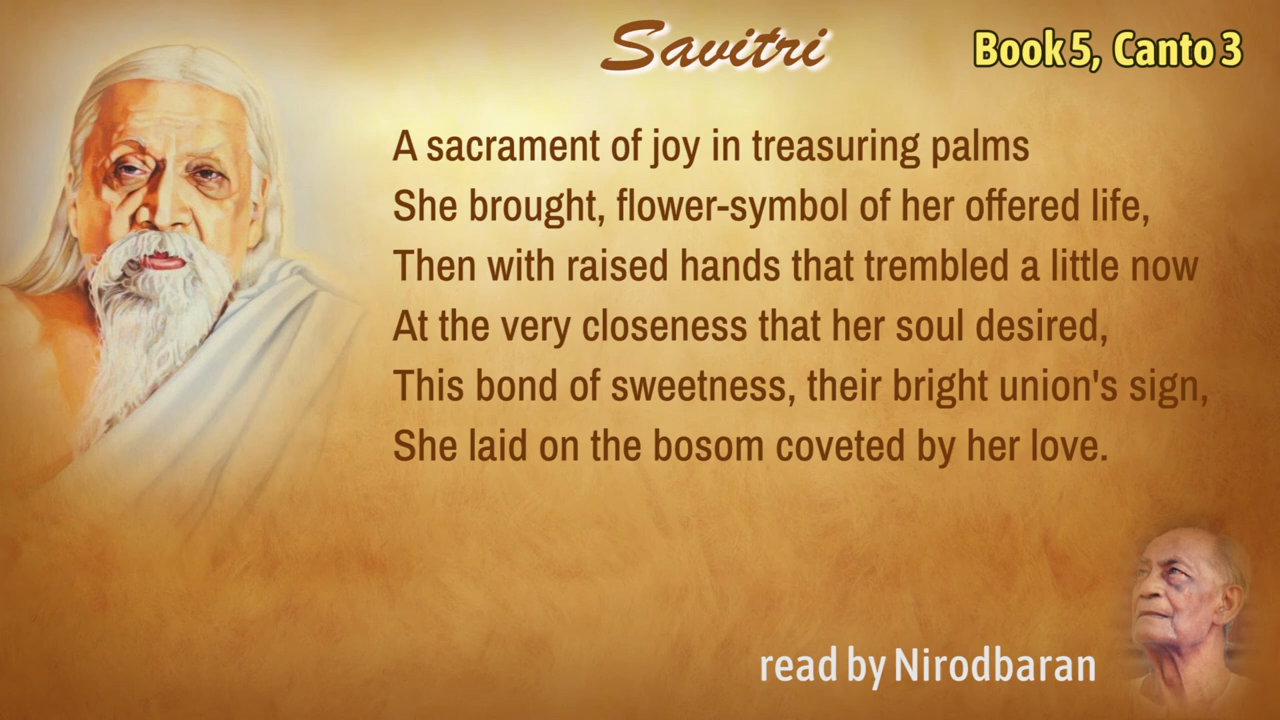 Savitri
Book 5, Canto 3
A sacrament of joy in treasuring palms
She brought, flower-symbol of her offered life,
Then with raised hands that trembled a little now
At the very closeness that her soul desired,
This bond of sweetness, their bright union's sign,
She laid on the bosom coveted by her love.
read by Nirodbaran